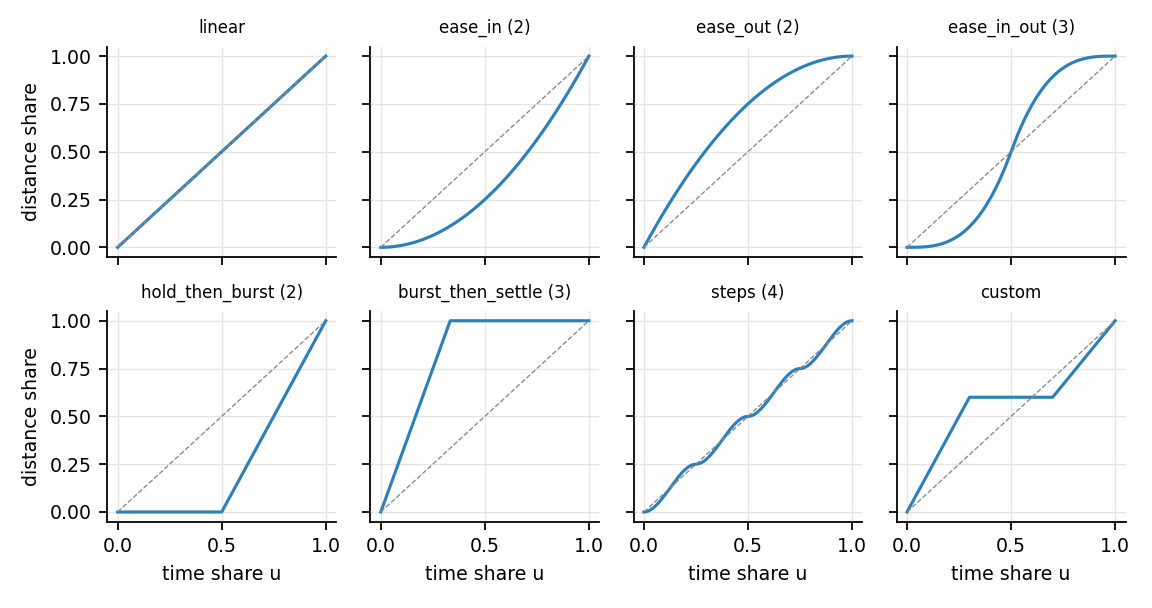 linear
ease_in (2)
ease_out (2)
ease_in_out (3)
distance share
1.00
0.75
0.50
0.25
0.00
hold_then_burst (2)
burst_then_settle (3)
steps (4)
custom
distance share
1.00
0.75
0.50
0.25
0.00
0.0 0.5 1.0
0.0 0.5 1.0
0.0 0.5 1.0
0.0 0.5 1.0
time share u
time share u
time share u
time share u